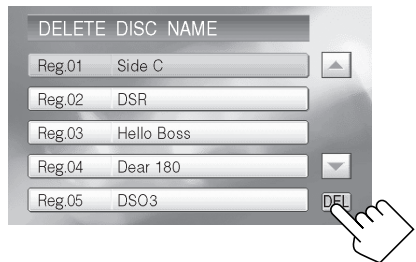 DELETE DISC NAME
Reg.01 Side C
Reg.02 DSR
Reg.03 Hello Boss
Reg.04 Dear 180
Reg.05 DSO3
DEL